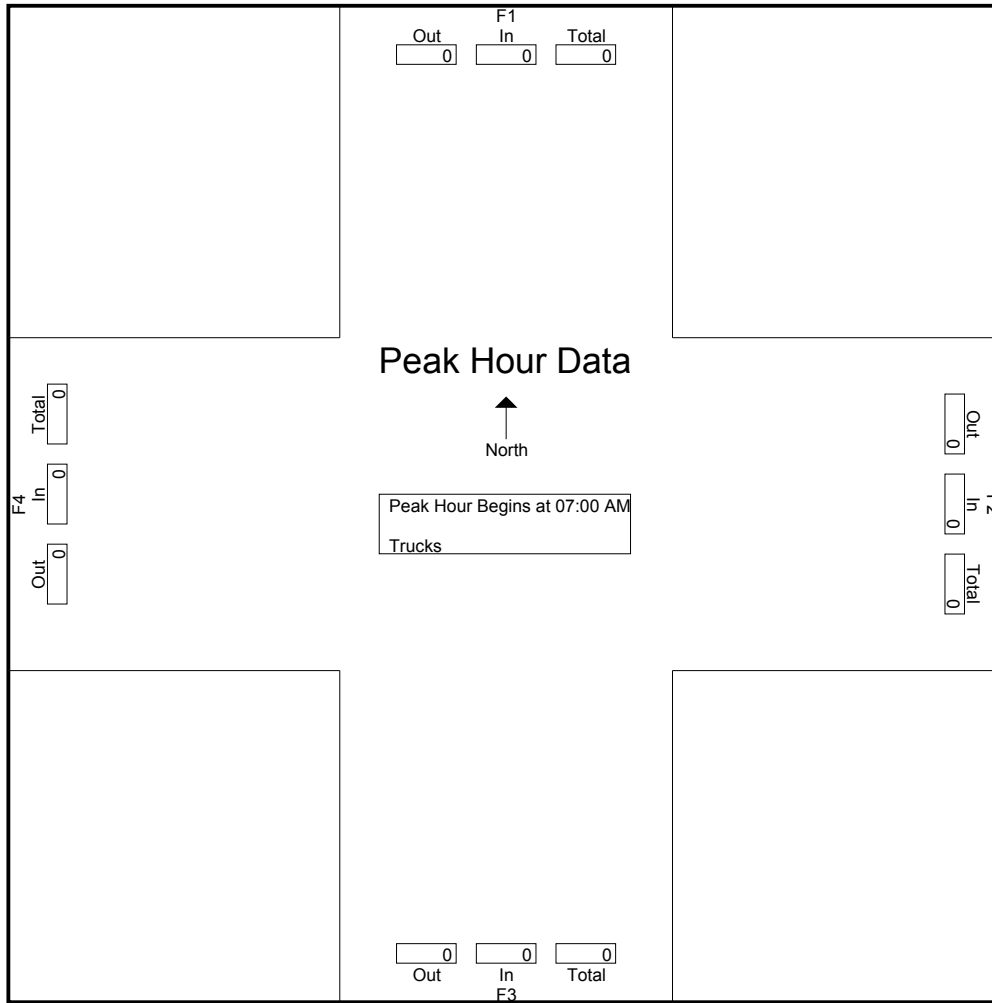 F1
Out In Total
0 0 0
Peak Hour Data
North
Peak Hour Begins at 07:00 AM
Trucks
F4
Total In Out
0 0 0
Out In Total
0 0 0
0 0 0
Out In Total
F3